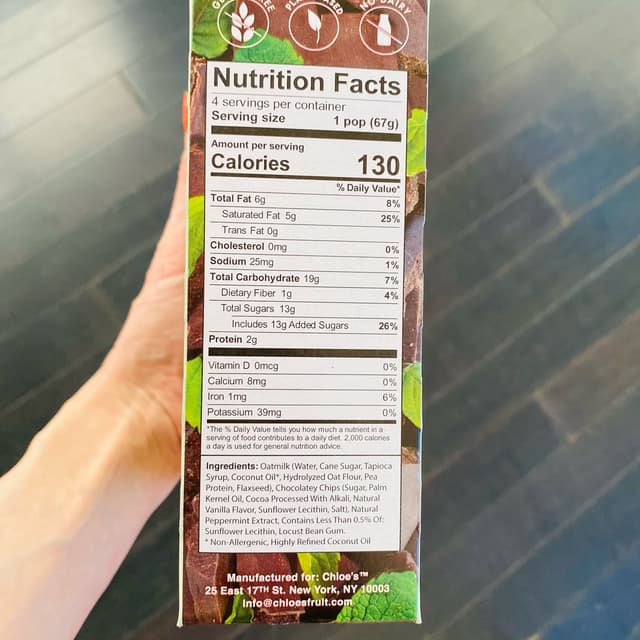 NO DAIRY
Nutrition Facts
4 servings per container
Serving size 1 pop (67g)
Amount per serving
Calories 130
% Daily Value*
Total Fat 6g 8%
Saturated Fat 5g 25%
Trans Fat 0g
Cholesterol 0mg 0%
Sodium 25mg 1%
Total Carbohydrate 19g 7%
Dietary Fiber 1g 4%
Total Sugars 13g
Includes 13g Added Sugars 26%
Protein 2g
Vitamin D 0mcg 0%
Calcium 8mg 0%
Iron 1mg 6%
Potassium 39mg 0%
*The % Daily Value tells you how much a nutrient in a
serving of food contributes to a daily diet. 2,000 calories
a day is used for general nutrition advice.
Ingredients: Oatmilk (Water, Cane Sugar, Tapioca
Syrup, Coconut Oil*, Hydrolyzed Oat Flour, Pea
Protein, Flaxseed), Chocolatey Chips (Sugar, Palm
Kernel Oil, Cocoa Processed With Alkali, Natural
Vanilla Flavor, Sunflower Lecithin, Salt), Natural
Peppermint Extract, Contains Less Than 0.5% Of:
Sunflower Lecithin, Locust Bean Gum.
* Non-Allergenic, Highly Refined Coconut Oil
Manufactured for: Chloe's™
25 East 17TH St. New York, NY 10003
info@chloesfruit.com